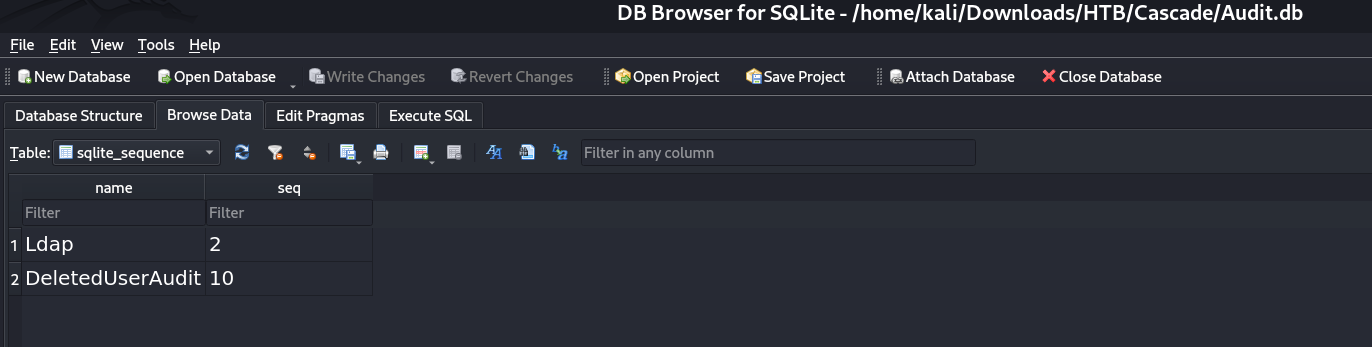 DB Browser for SQLite - /home/kali/Downloads/HTB/Cascade/Audit.db
File Edit View Tools Help
New Database Open Database Write Changes Revert Changes Open Project Save Project Attach Database Close Database
Database Structure Browse Data Edit Pragmas Execute SQL
Table: sqlite_sequence Filter in any column
name seq
Filter Filter
1 Ldap 2
2 DeletedUserAudit 10